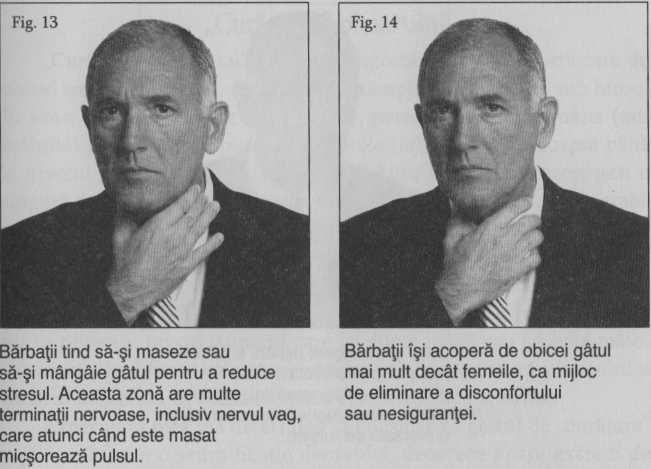 Fig. 13
Bărbaţii tind să-şi maseze sau
să-şi mângâie gâtul pentru a reduce
stresul. Aceasta zonă are multe
terminaţii nervoase, inclusiv nervul vag,
care atunci când este masat
micşorează pulsul.
Fig. 14
Bărbaţii îşi acoperă de obicei gâtul
mai mult decât femeile, ca mijloc
de eliminare a disconfortului
sau nesiguranţei.